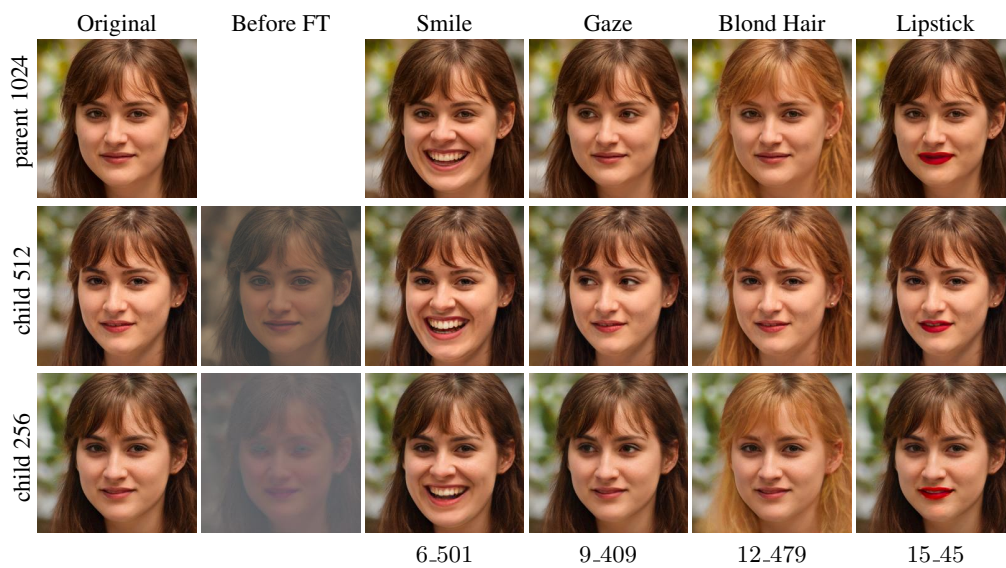 Original Before FT Smile Gaze Blond Hair Lipstick
parent 1024
child 512
child 256
6_501 9_409 12_479 15_45